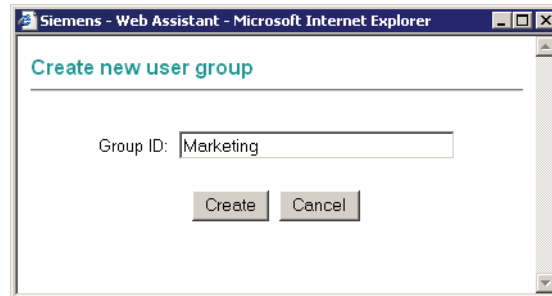 Siemens - Web Assistant - Microsoft Internet Explorer
Create new user group
Group ID: Marketing
Create Cancel